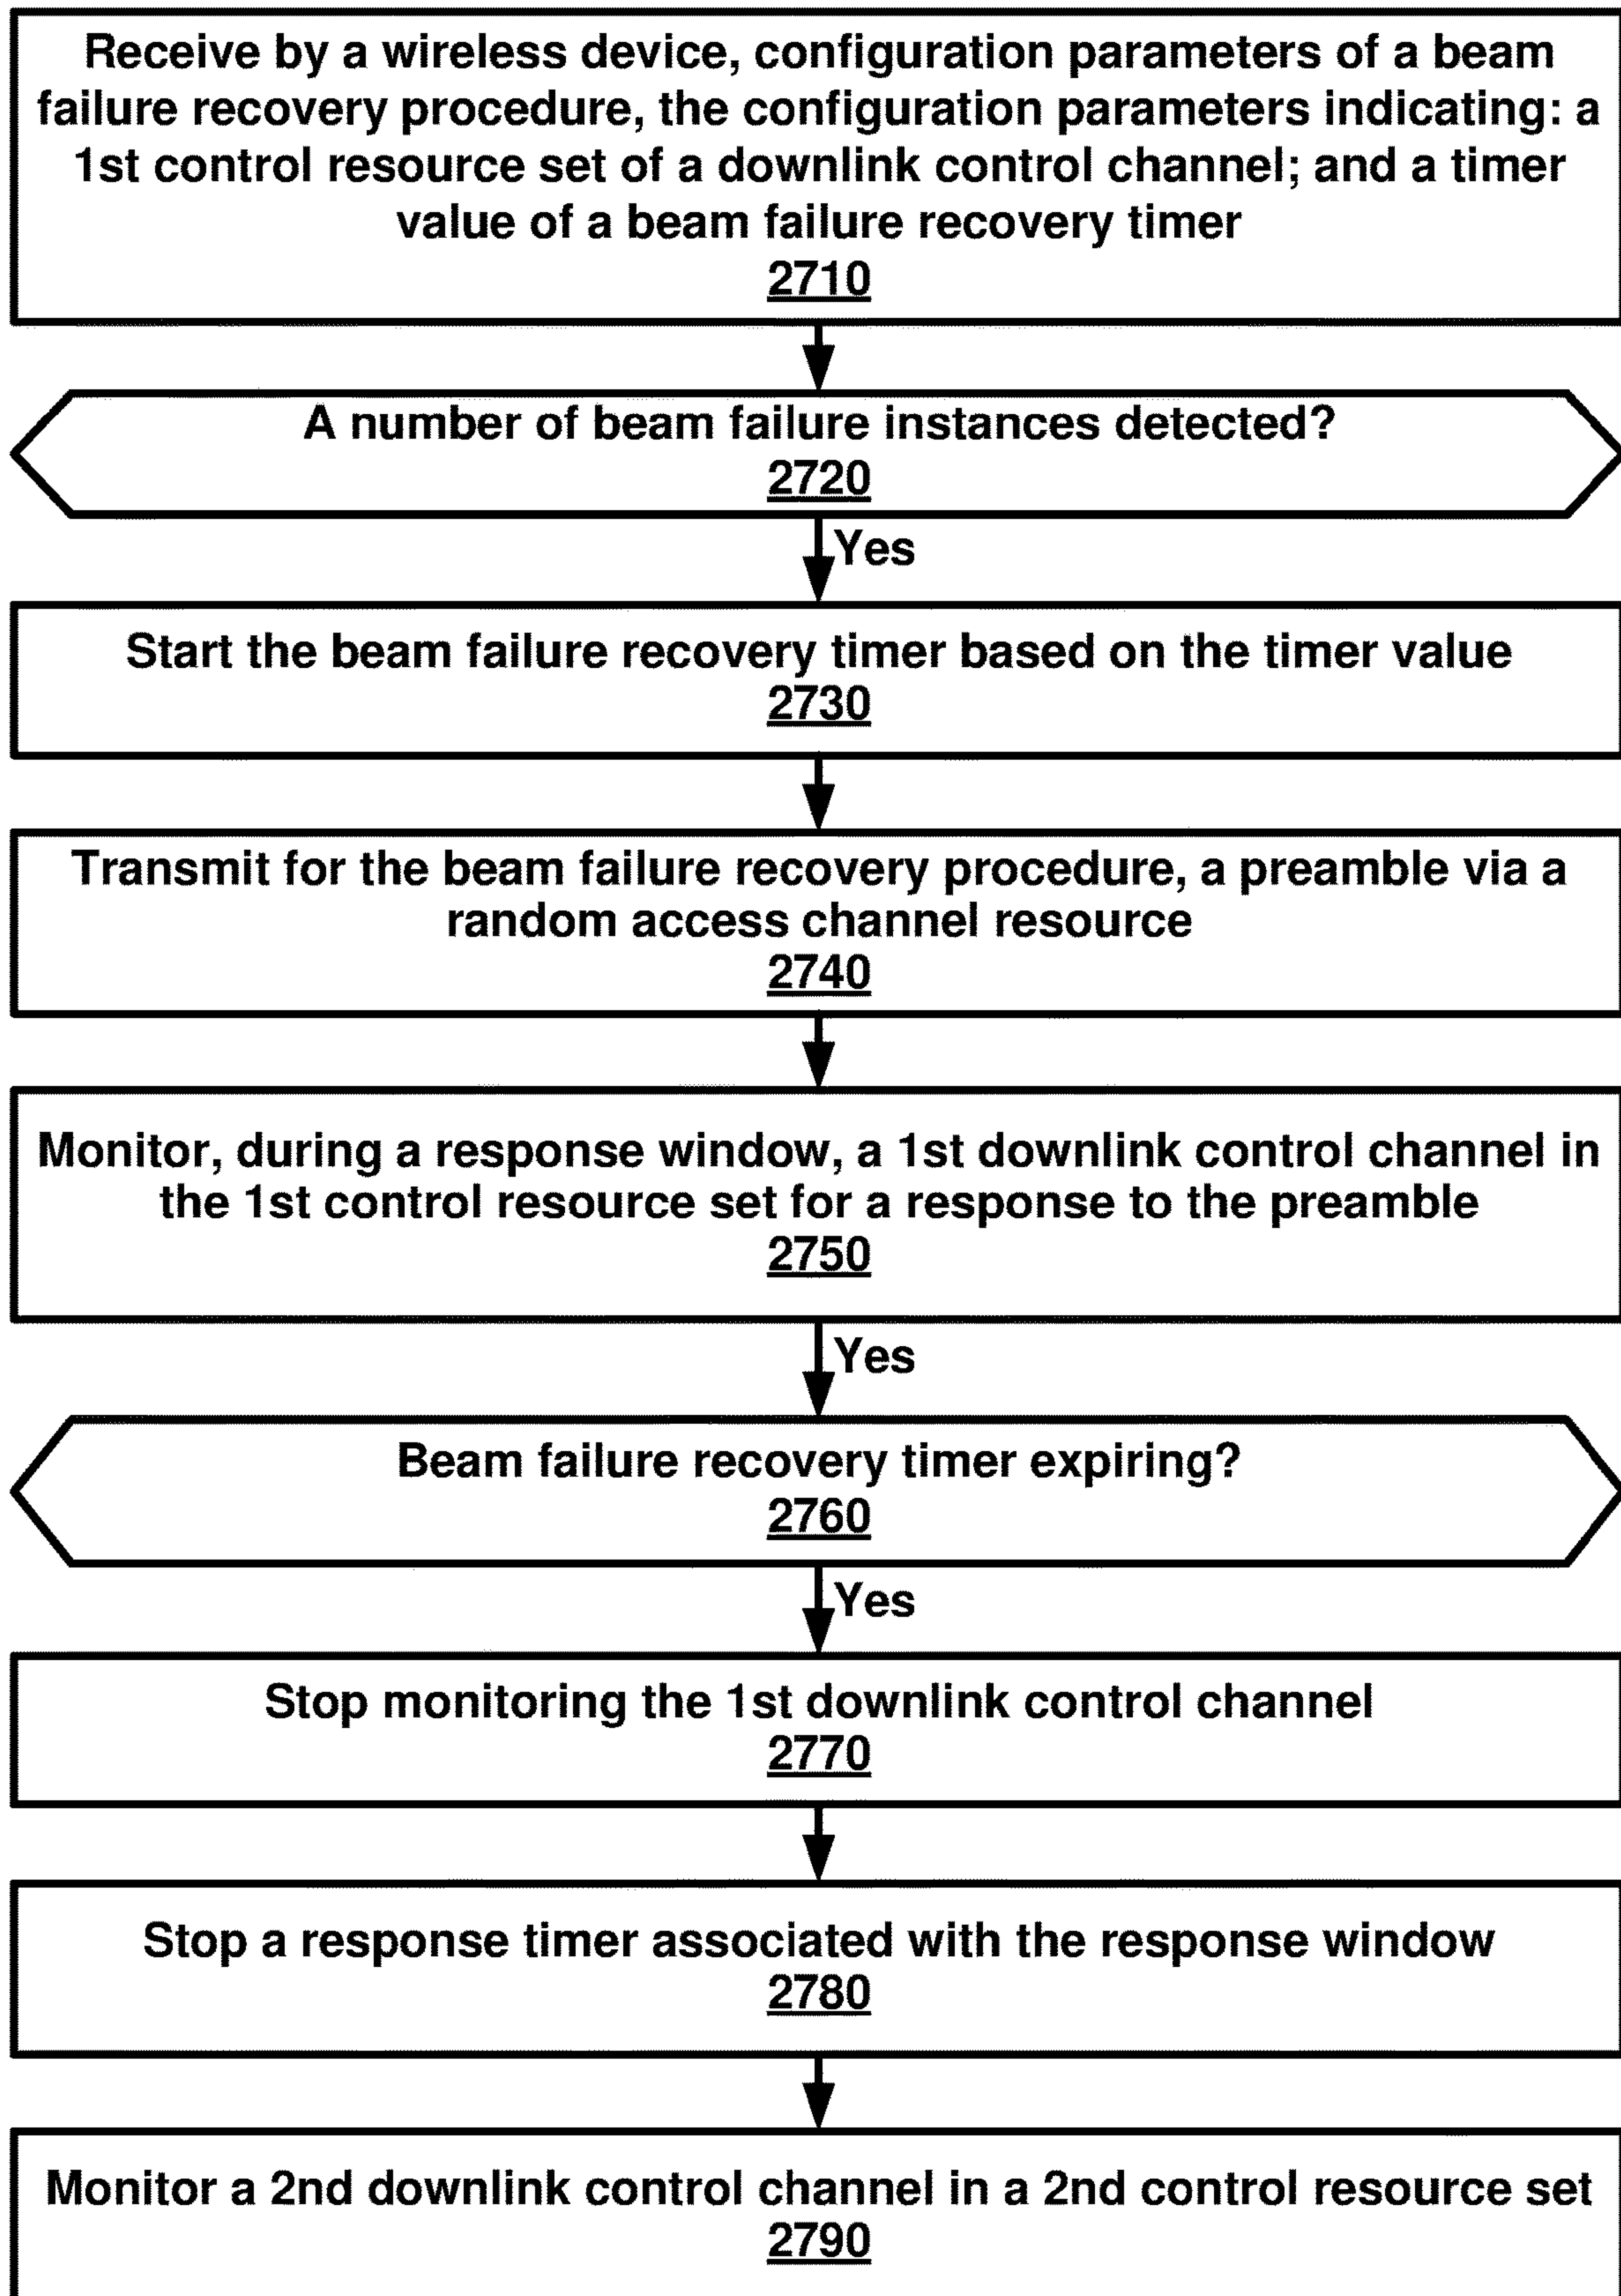 Receive by a wireless device, configuration parameters of a beam
failure recovery procedure, the configuration parameters indicating: a
1st control resource set of a downlink control channel; and a timer
value of a beam failure recovery timer
2710
A number of beam failure instances detected?
2720
Yes
Start the beam failure recovery timer based on the timer value
2730
Transmit for the beam failure recovery procedure, a preamble via a
random access channel resource
2740
Monitor, during a response window, a 1st downlink control channel in
the 1st control resource set for a response to the preamble
2750
Yes
Beam failure recovery timer expiring?
2760
Yes
Stop monitoring the 1st downlink control channel
2770
Stop a response timer associated with the response window
2780
Monitor a 2nd downlink control channel in a 2nd control resource set
2790